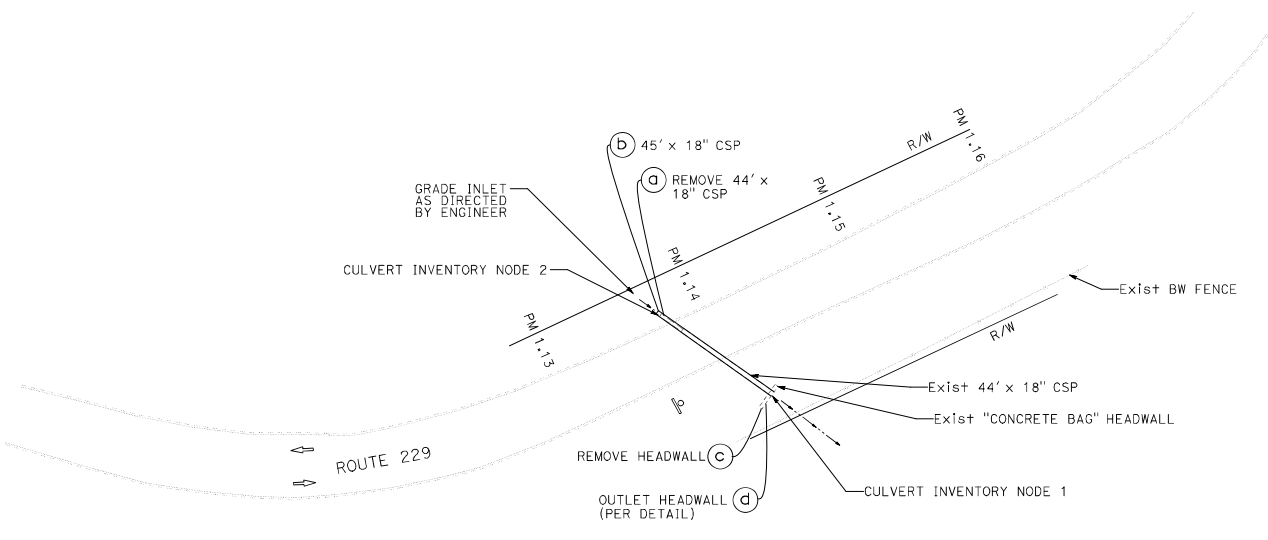 PM 1.16
R/W
b 45' x 18" CSP
a REMOVE 44' x
18" CSP
PM 1.15
GRADE INLET
AS DIRECTED
BY ENGINEER
PM 1.14
CULVERT INVENTORY NODE 2
Exist BW FENCE
PM 1.13
R/W
Exist 44' x 18" CSP
Exist "CONCRETE BAG" HEADWALL
ROUTE 229
REMOVE HEADWALL c
CULVERT INVENTORY NODE 1
OUTLET HEADWALL d
(PER DETAIL)